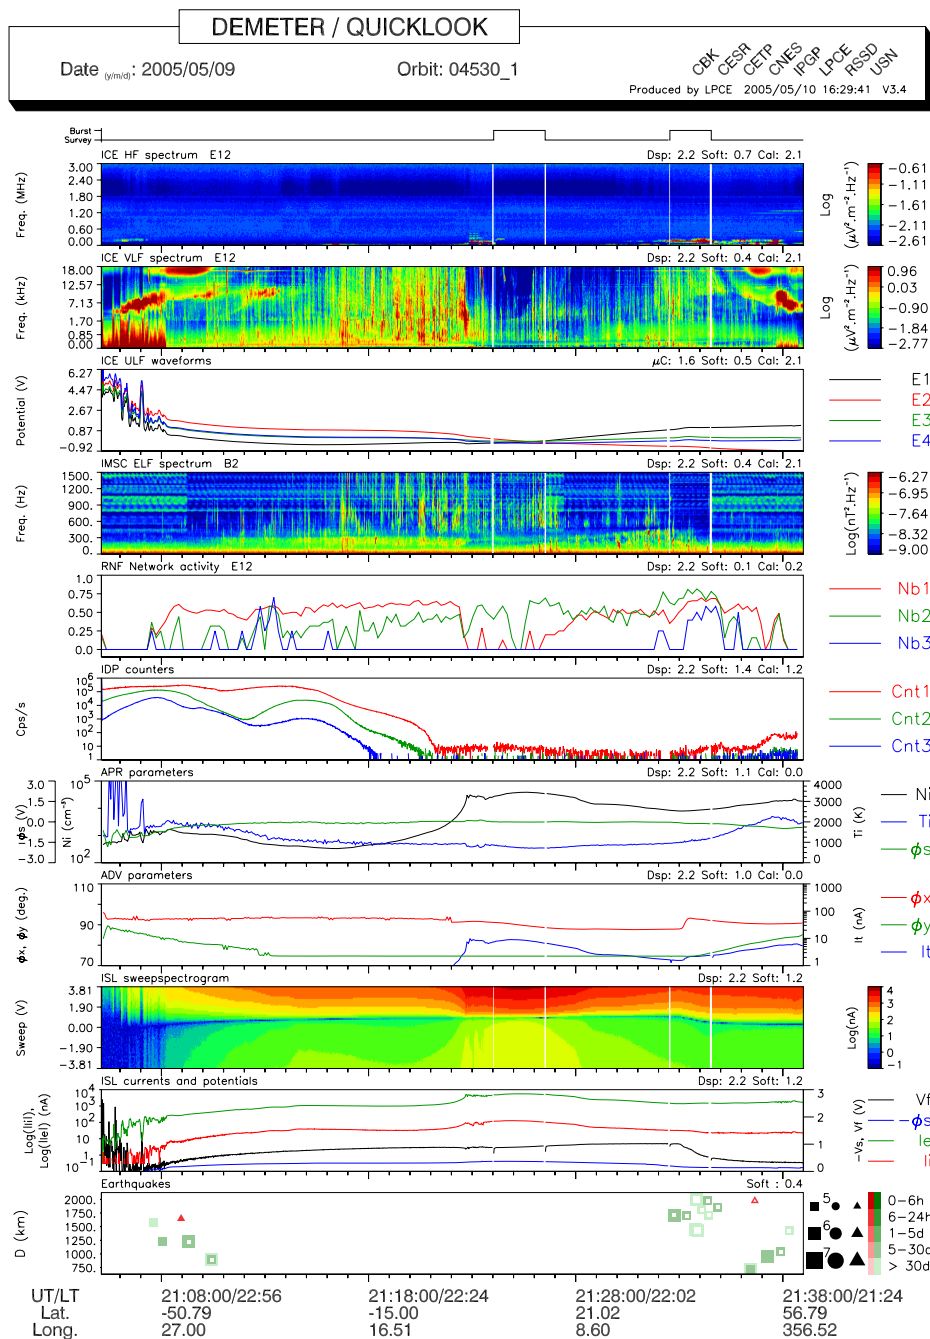 DEMETER / QUICKLOOK
Date (y/m/d): 2005/05/09
Orbit: 04530_1
CBK CESR CETP CNES IPGP LPCE RSSD USN
Produced by LPCE 2005/05/10 16:29:41 V3.4
Burst
Survey
ICE HF spectrum E12 Dsp: 2.2 Soft: 0.7 Cal: 2.1
Freq. (MHz)
3.00
2.40
1.80
1.20
0.60
0.00
Log
(μV².m⁻².Hz⁻¹)
−0.61
−1.11
−1.61
−2.11
−2.61
ICE VLF spectrum E12 Dsp: 2.2 Soft: 0.4 Cal: 2.1
Freq. (kHz)
18.00
12.57
7.13
1.70
0.85
0.00
Log
(μV².m⁻².Hz⁻¹)
0.96
0.03
−0.90
−1.84
−2.77
ICE ULF waveforms μC: 1.6 Soft: 0.5 Cal: 2.1
Potential (V)
6.27
4.47
2.67
0.87
−0.92
E1
E2
E3
E4
IMSC ELF spectrum B2 Dsp: 2.2 Soft: 0.4 Cal: 2.1
Freq. (Hz)
1500.
1200.
900.
600.
300.
0.
Log(nT².Hz⁻¹)
−6.27
−6.95
−7.64
−8.32
−9.00
RNF Network activity E12 Dsp: 2.2 Soft: 0.1 Cal: 0.2
1.0
0.75
0.50
0.25
0.00
Nb1
Nb2
Nb3
IDP counters Dsp: 2.2 Soft: 1.4 Cal: 1.2
Cps/s
10⁶
10⁵
10⁴
10³
10²
10
1
Cnt1
Cnt2
Cnt3
APR parameters Dsp: 2.2 Soft: 1.1 Cal: 0.0
ϕs (V)
3.0
1.5
0.0
−1.5
−3.0
Ni (cm⁻³)
10⁵
10²
4000
3000
2000
1000
0
Ti (K)
Ni
Ti
ϕs
ADV parameters Dsp: 2.2 Soft: 1.0 Cal: 0.0
ϕx, ϕy (deg.)
110
90
70
1000
100
10
1
It (nA)
ϕx
ϕy
It
ISL sweepspectrogram Dsp: 2.2 Soft: 1.2
Sweep (V)
3.81
1.90
0.00
−1.90
−3.81
Log(nA)
4
3
2
1
0
−1
ISL currents and potentials Dsp: 2.2 Soft: 1.2
Log(|Ii|),
Log(|Ie|) (nA)
10⁴
10³
10²
10
1
10⁻¹
3
2
1
0
−Vs, Vf (V)
Vf
−ϕs
Ie
Ii
Earthquakes Soft : 0.4
D (km)
2000.
1750.
1500.
1250.
1000.
750.
5
6
7
0−6h
6−24h
1−5d
5−30d
> 30d
UT/LT 21:08:00/22:56 21:18:00/22:24 21:28:00/22:02 21:38:00/21:24
Lat. -50.79 -15.00 21.02 56.79
Long. 27.00 16.51 8.60 356.52